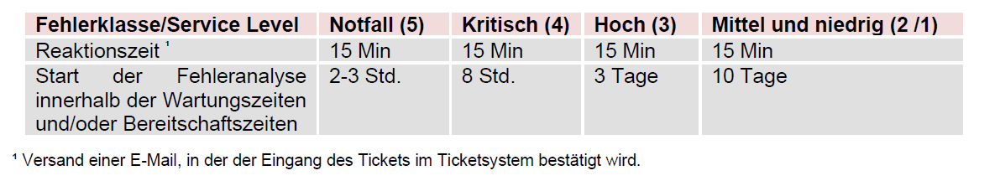 Fehlerklasse/Service Level Notfall (5) Kritisch (4) Hoch (3) Mittel und niedrig (2 /1)
Reaktionszeit ¹ 15 Min 15 Min 15 Min 15 Min
Start der Fehleranalyse 2-3 Std. 8 Std. 3 Tage 10 Tage
innerhalb der Wartungszeiten
und/oder Bereitschaftszeiten
¹ Versand einer E-Mail, in der der Eingang des Tickets im Ticketsystem bestätigt wird.